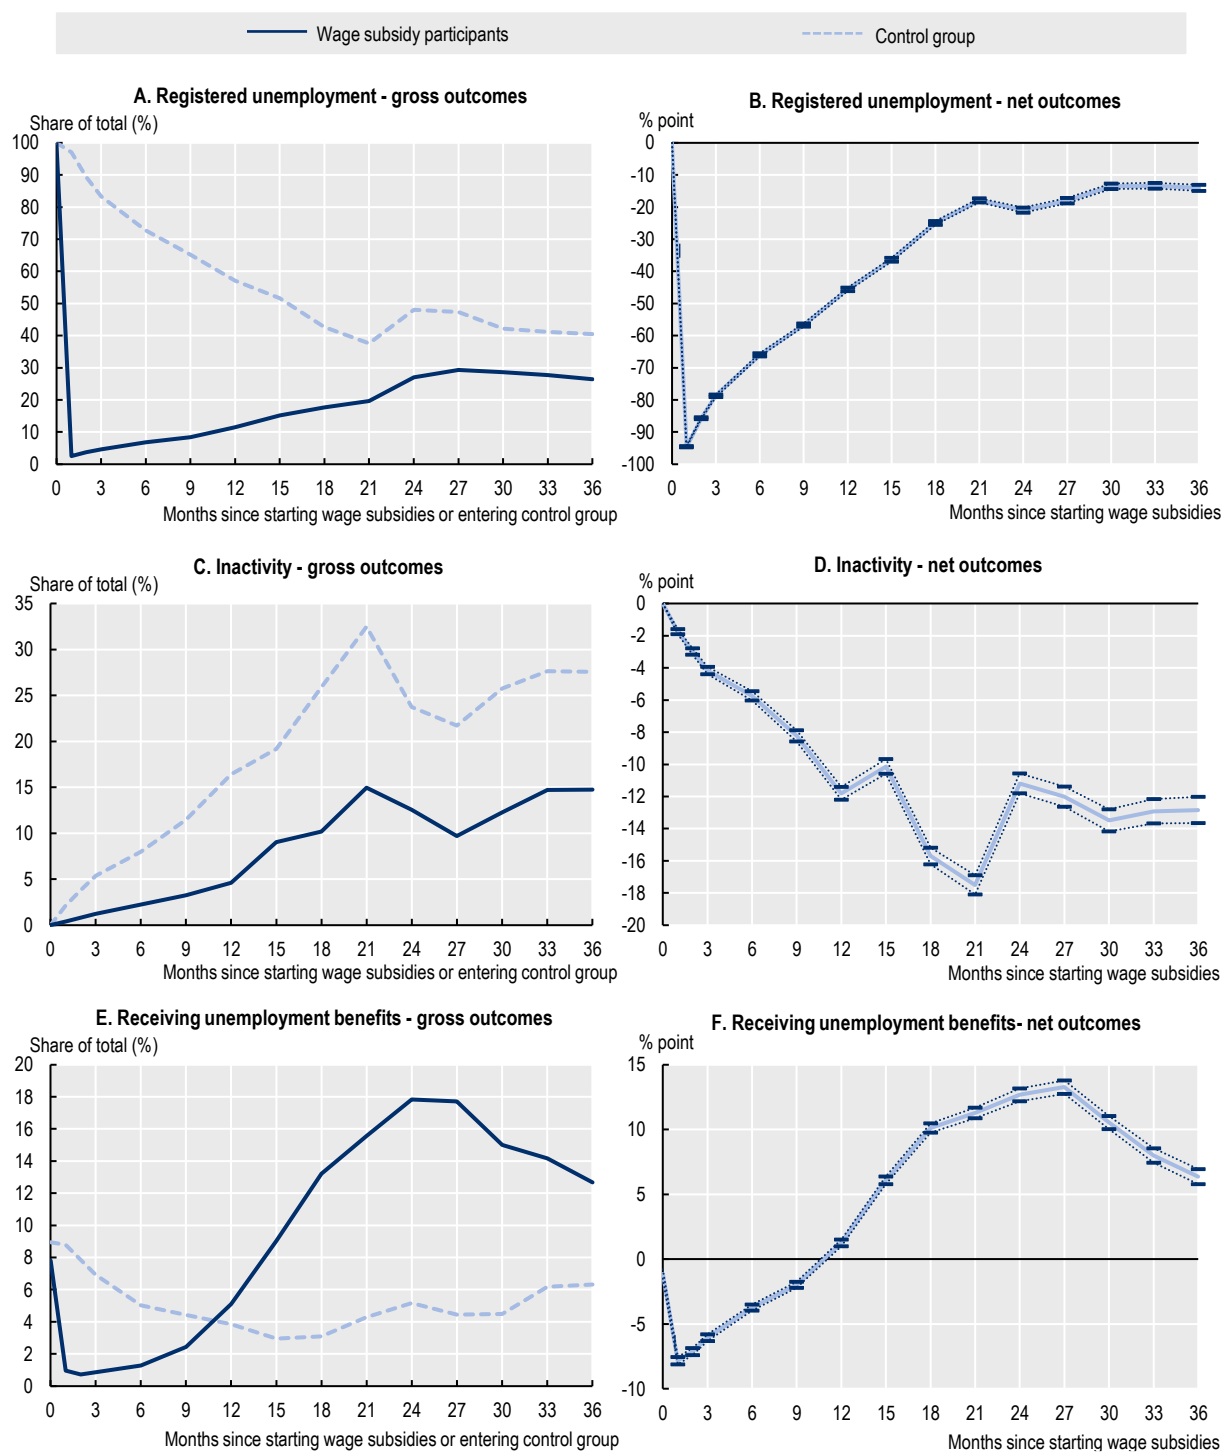 Wage subsidy participants
Control group
A. Registered unemployment - gross outcomes
Share of total (%)
100
90
80
70
60
50
40
30
20
10
0
0 3 6 9 12 15 18 21 24 27 30 33 36
Months since starting wage subsidies or entering control group
B. Registered unemployment - net outcomes
% point
0
-10
-20
-30
-40
-50
-60
-70
-80
-90
-100
0 3 6 9 12 15 18 21 24 27 30 33 36
Months since starting wage subsidies
C. Inactivity - gross outcomes
Share of total (%)
35
30
25
20
15
10
5
0
0 3 6 9 12 15 18 21 24 27 30 33 36
Months since starting wage subsidies or entering control group
D. Inactivity - net outcomes
% point
0
-2
-4
-6
-8
-10
-12
-14
-16
-18
-20
0 3 6 9 12 15 18 21 24 27 30 33 36
Months since starting wage subsidies
E. Receiving unemployment benefits - gross outcomes
Share of total (%)
20
18
16
14
12
10
8
6
4
2
0
0 3 6 9 12 15 18 21 24 27 30 33 36
Months since starting wage subsidies or entering control group
F. Receiving unemployment benefits- net outcomes
% point
15
10
5
0
-5
-10
0 3 6 9 12 15 18 21 24 27 30 33 36
Months since starting wage subsidies